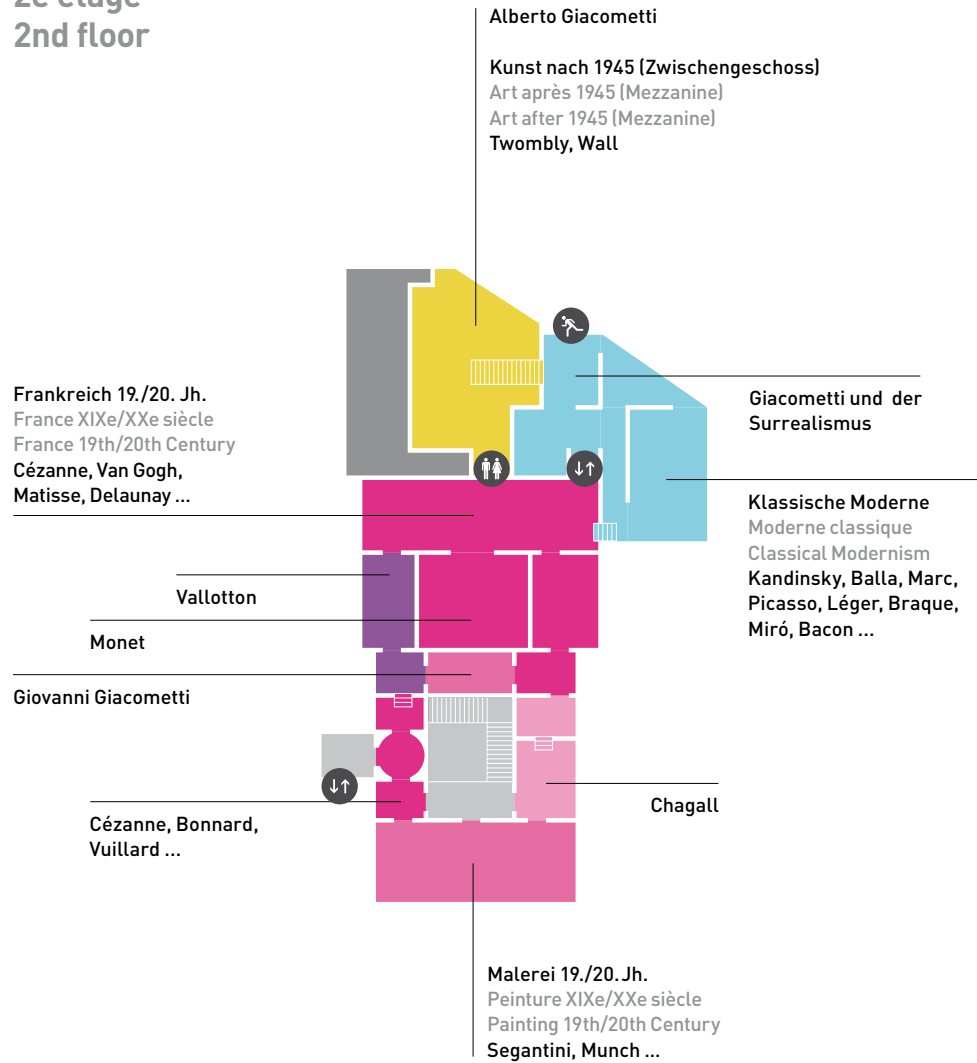 2e étage
2nd floor
Alberto Giacometti
Kunst nach 1945 (Zwischengeschoss)
Art après 1945 (Mezzanine)
Art after 1945 (Mezzanine)
Twombly, Wall
Frankreich 19./20. Jh.
France XIXe/XXe siècle
France 19th/20th Century
Cézanne, Van Gogh,
Matisse, Delaunay ...
Giacometti und der
Surrealismus
Klassische Moderne
Moderne classique
Classical Modernism
Kandinsky, Balla, Marc,
Picasso, Léger, Braque,
Miró, Bacon ...
Vallotton
Monet
Giovanni Giacometti
Chagall
Cézanne, Bonnard,
Vuillard ...
Malerei 19./20. Jh.
Peinture XIXe/XXe siècle
Painting 19th/20th Century
Segantini, Munch ...